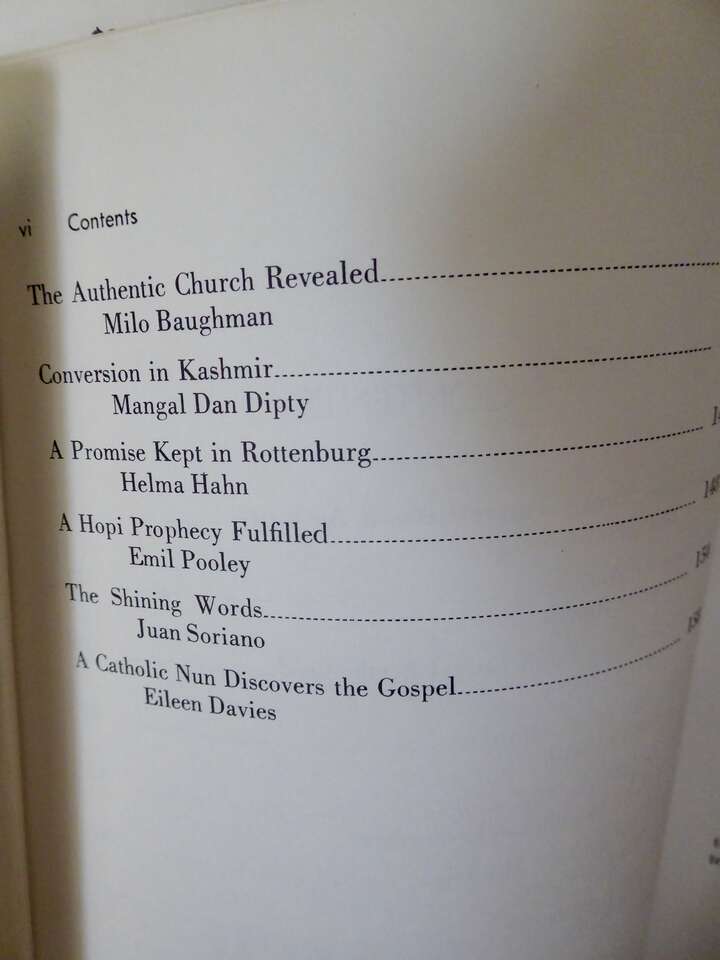 vi Contents
The Authentic Church Revealed
Milo Baughman
Conversion in Kashmir
Mangal Dan Dipty
A Promise Kept in Rottenburg
Helma Hahn
A Hopi Prophecy Fulfilled
Emil Pooley
The Shining Words
Juan Soriano
A Catholic Nun Discovers the Gospel
Eileen Davies